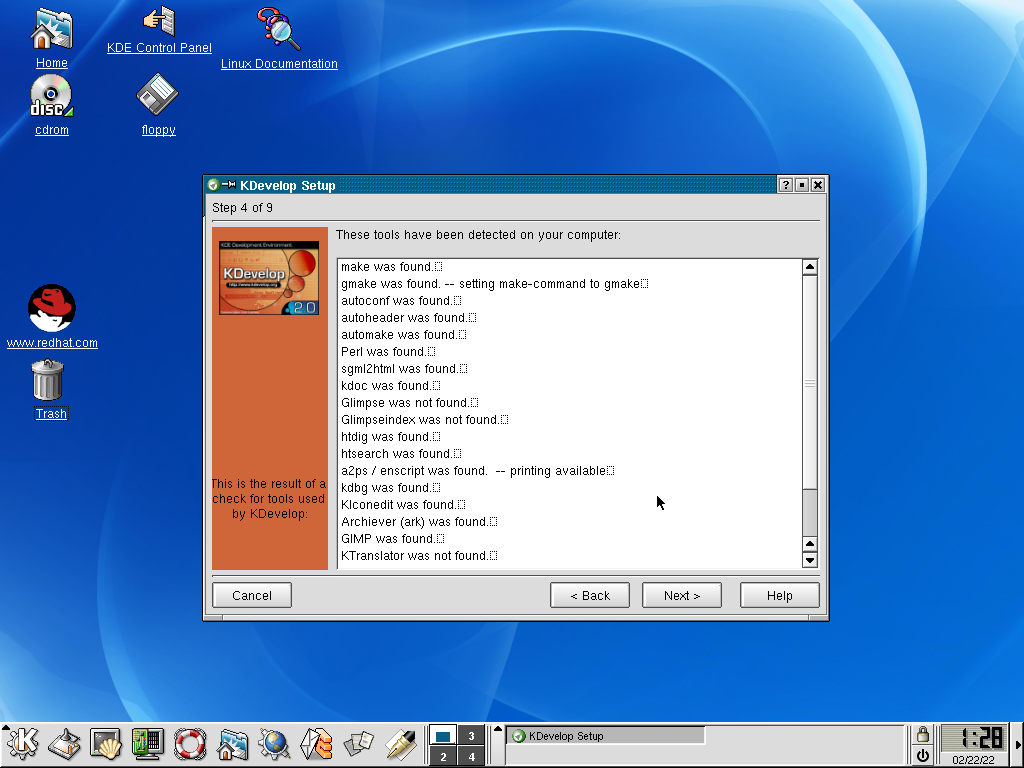 Home
KDE Control Panel
Linux Documentation
disc
cdrom
floppy
www.redhat.com
Trash
KDevelop Setup
Step 4 of 9
KDE Development Environment
KDevelop
http://www.kdevelop.org
2.0
This is the result of a
check for tools used
by KDevelop:
These tools have been detected on your computer:
make was found.
gmake was found. -- setting make-command to gmake
autoconf was found.
autoheader was found.
automake was found.
Perl was found.
sgml2html was found.
kdoc was found.
Glimpse was not found.
Glimpseindex was not found.
htdig was found.
htsearch was found.
a2ps / enscript was found.  -- printing available
kdbg was found.
KIconedit was found.
Archiever (ark) was found.
GIMP was found.
KTranslator was not found.
Cancel
< Back
Next >
Help
3
2
4
KDevelop Setup
1:28
02/22/22